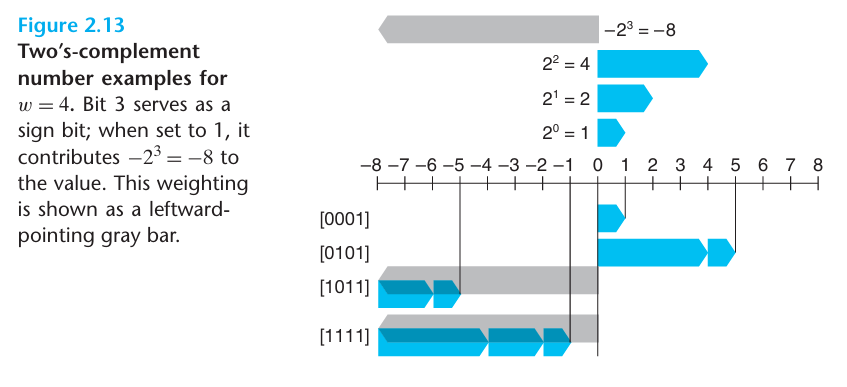 Figure 2.13
Two’s-complement
number examples for
w = 4. Bit 3 serves as a
sign bit; when set to 1, it
contributes −2³ = −8 to
the value. This weighting
is shown as a leftward-
pointing gray bar.
−2³ = −8
2² = 4
2¹ = 2
2⁰ = 1
−8 −7 −6 −5 −4 −3 −2 −1 0 1 2 3 4 5 6 7 8
[0001]
[0101]
[1011]
[1111]